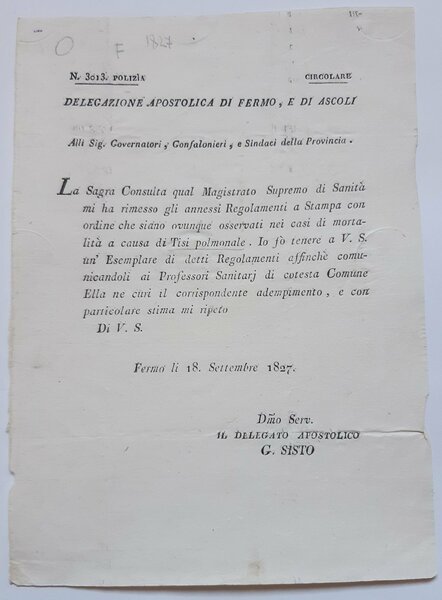 O F 1827
N. 3013. POLIZIA CIRCOLARE
DELEGAZIONE APOSTOLICA DI FERMO, E DI ASCOLI
Alli Sig. Governatori, Gonfalonieri, e Sindaci della Provincia.
La Sagra Consulta qual Magistrato Supremo di Sanità
mi ha rimesso gli annessi Regolamenti a Stampa con
ordine che siano ovunque osservati nei casi di morta-
lità a causa di Tisi polmonale. Io fò tenere a V. S.
un' Esemplare di detti Regolamenti affinchè comu-
nicandoli ai Professori Sanitarj di cotesta Comune
Ella ne curi il corrispondente adempimento, e con
particolare stima mi ripeto
Di V. S.
Fermo li 18. Settembre 1827.
Dm̃o Serv.
IL DELEGATO APOSTOLICO
G. SISTO